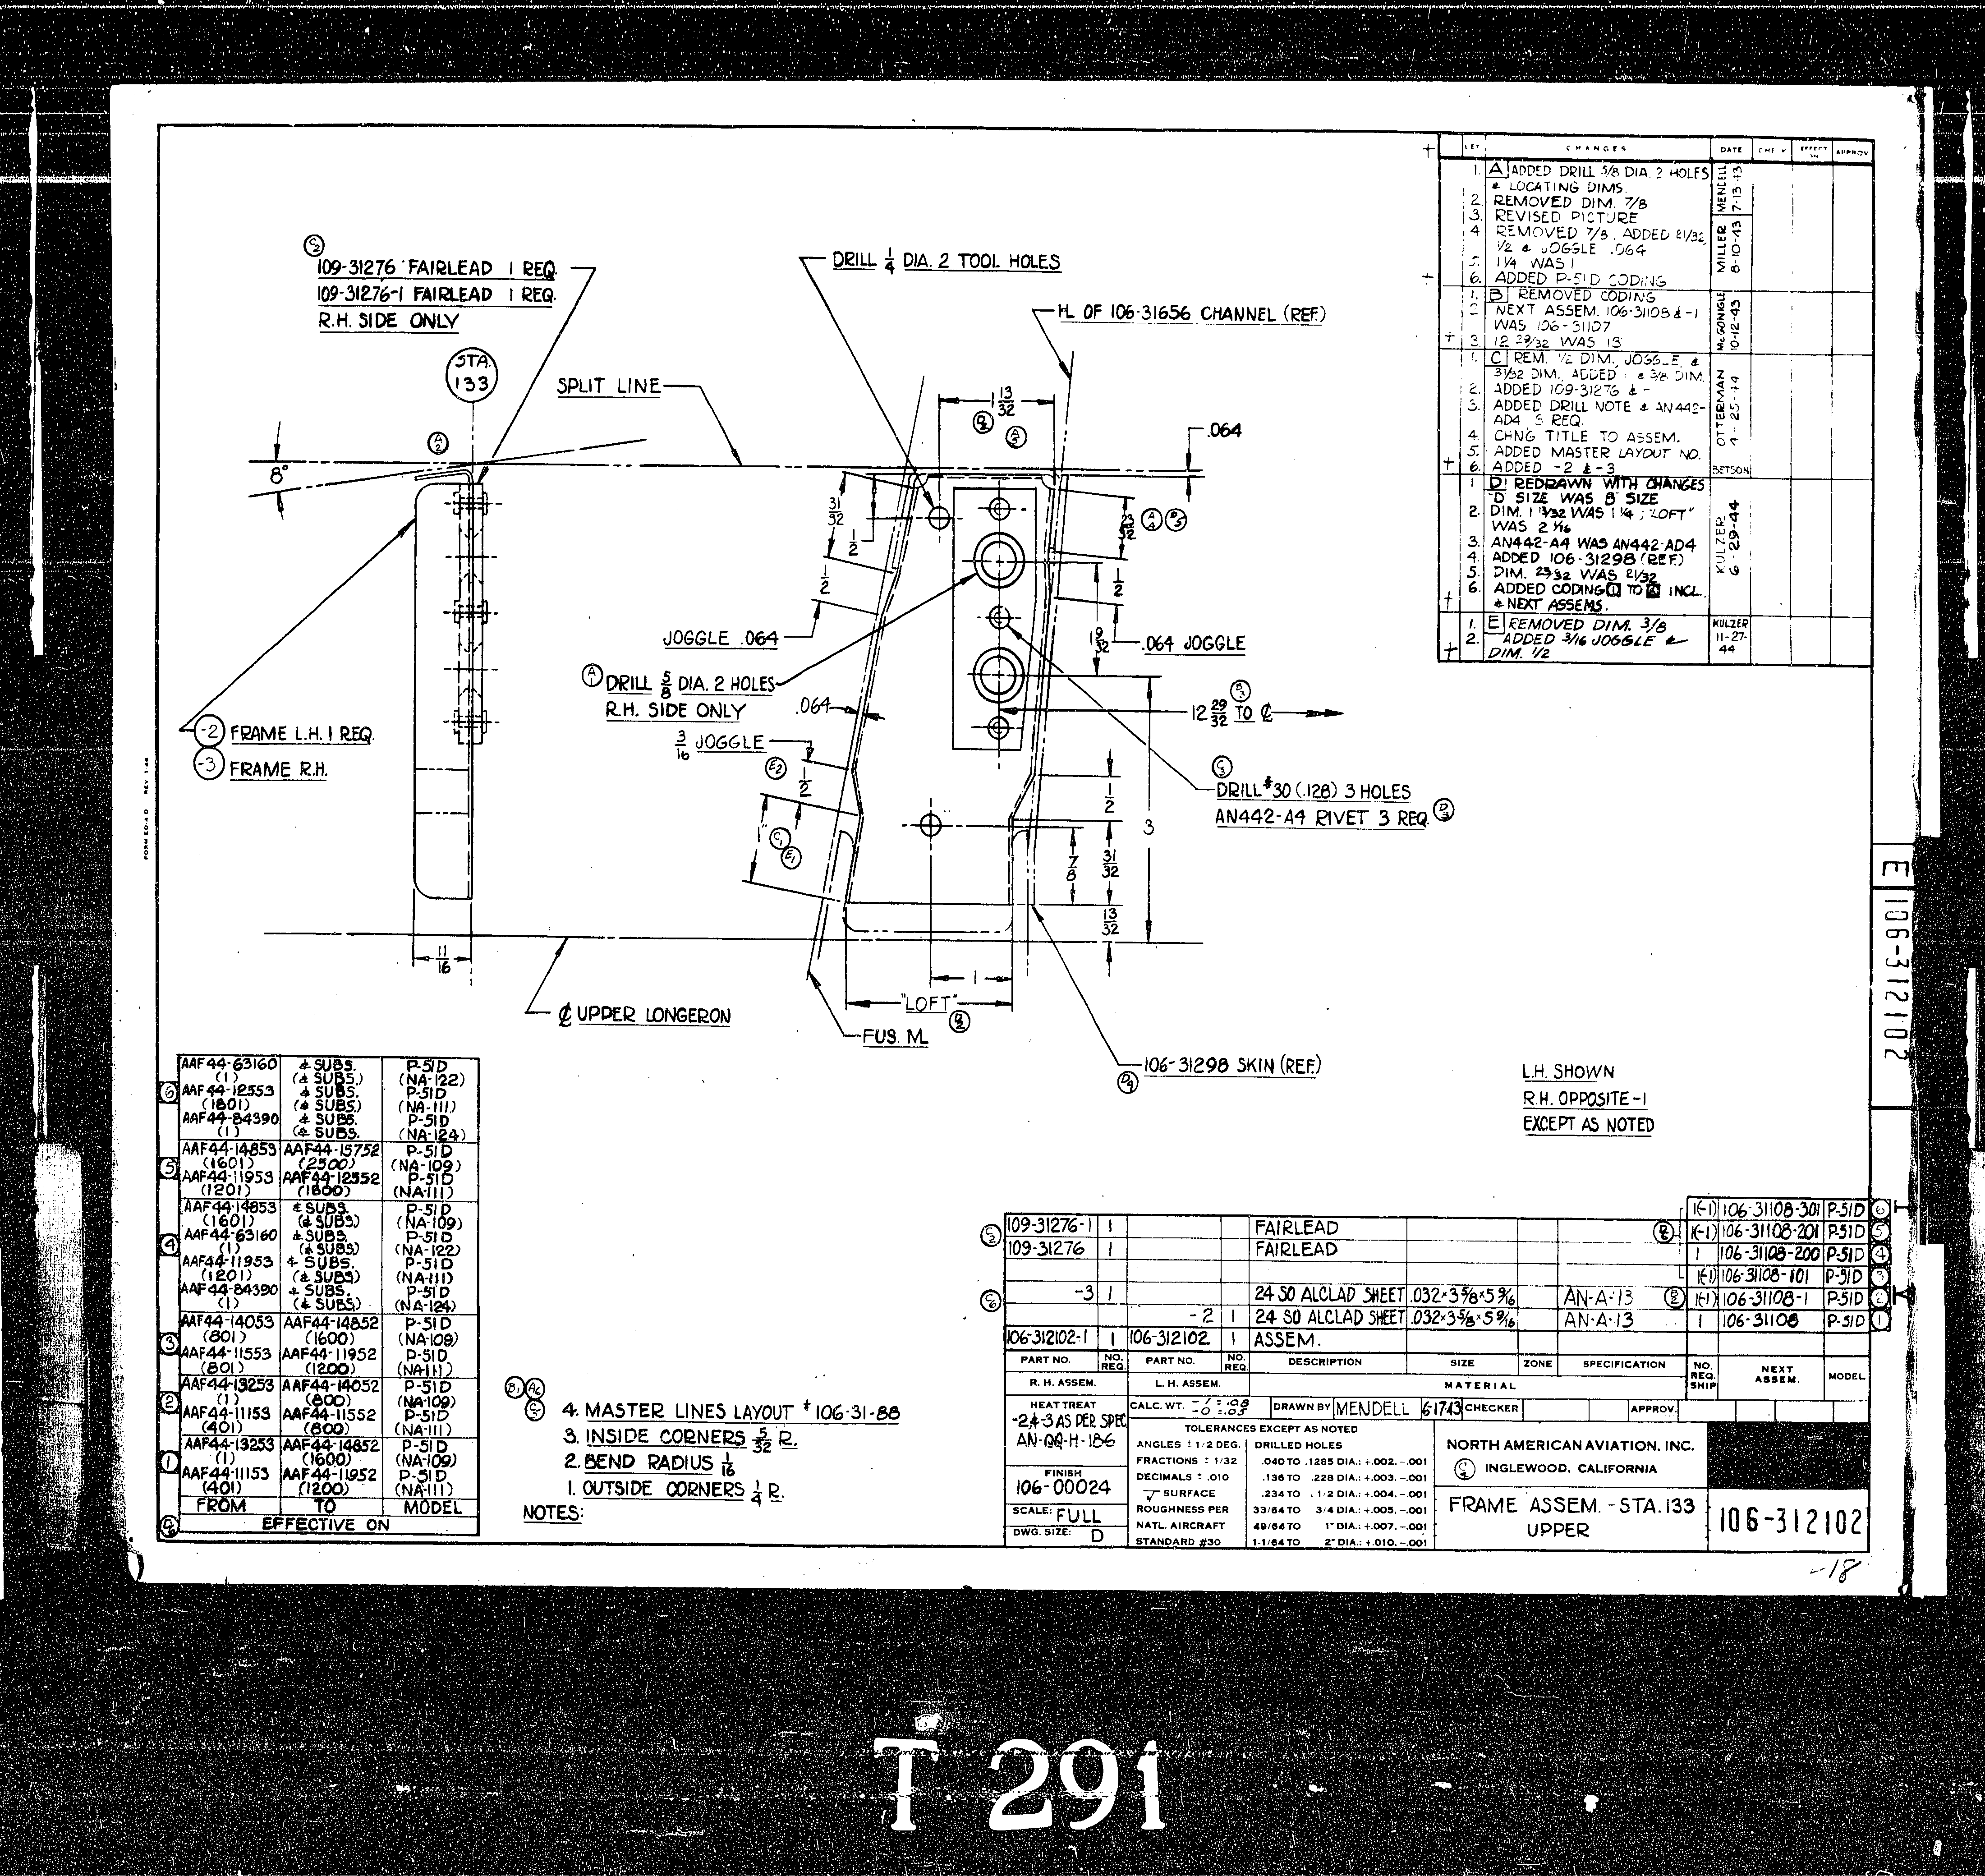 LET CHANGES DATE CHECK EFFECT ON APPROV
1. A ADDED DRILL 5/8 DIA. 2 HOLES
& LOCATING DIMS.
2. REMOVED DIM. 7/8
3. REVISED PICTURE
4 REMOVED 7/8, ADDED 21/32,
1/2 & JOGGLE .064
5. 1 1/4 WAS 1
6. ADDED P-51D CODING
MENDELL 7-13-43
MILLER 8-10-43
1. B REMOVED CODING
2 NEXT ASSEM. 106-31108 & -1
WAS 106-31107
3. 12 29/32 WAS 13
McGONIGLE 10-12-43
1. C REM. 1/2 DIM., JOGGLE, &
31/32 DIM., ADDED & 3/8 DIM.
2. ADDED 109-31276 & -
3. ADDED DRILL NOTE & AN442-
AD4 3 REQ.
4. CHNG TITLE TO ASSEM.
5. ADDED MASTER LAYOUT NO.
6. ADDED -2 & -3
OTTERMAN 4-25-44
BETSON
1 D REDRAWN WITH CHANGES
"D" SIZE WAS "B" SIZE
2. DIM. 1 13/32 WAS 1 1/4; "LOFT"
WAS 2 1/16
3. AN442-A4 WAS AN442-AD4
4. ADDED 106-31298 (REF.)
5. DIM. 23/32 WAS 21/32
6. ADDED CODING 1 TO 6 INCL.
& NEXT ASSEMS.
KULZER 6-29-44
1. E REMOVED DIM. 3/8
2. ADDED 3/16 JOGGLE &
DIM. 1/2
KULZER 11-27-44
C2
109-31276 FAIRLEAD 1 REQ.
109-31276-1 FAIRLEAD 1 REQ.
R.H. SIDE ONLY
DRILL 1/4 DIA. 2 TOOL HOLES
ML OF 106-31656 CHANNEL (REF.)
STA. 133
SPLIT LINE
A2
8°
1 13/32
D2
A5
.064
31/32
1/2
1/2
23/32
A4 D5
1/2
1 9/32
JOGGLE .064
.064 JOGGLE
A1 DRILL 5/8 DIA. 2 HOLES
R.H. SIDE ONLY
.064
B3
12 29/32 TO ℄
3/16 JOGGLE
E2
1/2
-2 FRAME L.H. 1 REQ.
-3 FRAME R.H.
C3
DRILL #30 (.128) 3 HOLES
AN442-A4 RIVET 3 REQ. D3
1"
C1
E1
1/2
3
7/8
31/32
13/32
11/16
1
"LOFT"
D2
℄ UPPER LONGERON
FUS. ML
106-31298 SKIN (REF.)
D4
FORM ED-4D REV. 1-44
E 106-312102
L.H. SHOWN
R.H. OPPOSITE -1
EXCEPT AS NOTED
AAF44-63160 & SUBS. P-51D
(1) (& SUBS.) (NA-122)
6 AAF44-12553 & SUBS. P-51D
(1801) (& SUBS.) (NA-111)
AAF44-84390 & SUBS. P-51D
(1) (& SUBS. (NA-124)
AAF44-14853 AAF44-15752 P-51D
5 (1601) (2500) (NA-109)
AAF44-11953 AAF44-12552 P-51D
(1201) (1800) (NA-111)
AAF44-14853 & SUBS. P-51D
(1601) (& SUBS) (NA-109)
AAF44-63160 & SUBS. P-51D
4 (1) (& SUBS) (NA-122)
AAF44-11953 & SUBS. P-51D
(1201) (& SUBS) (NA-111)
AAF44-84390 & SUBS. P-51D
(1) (& SUBS) (NA-124)
AAF44-14053 AAF44-14852 P-51D
3 (801) (1600) (NA-109)
AAF44-11553 AAF44-11952 P-51D
(801) (1200) (NA-111)
AAF44-13253 AAF44-14052 P-51D
2 (1) (800) (NA-109)
AAF44-11153 AAF44-11552 P-51D
(401) (800) (NA-111)
AAF44-13253 AAF44-14852 P-51D
1 (1) (1600) (NA-109)
AAF44-11153 AAF44-11952 P-51D
(401) (1200) (NA-111)
FROM TO MODEL
D6 EFFECTIVE ON
B1 A6
C5
4. MASTER LINES LAYOUT # 106-31-88
3. INSIDE CORNERS 5/32 R.
2. BEND RADIUS 1/16
1. OUTSIDE CORNERS 1/4 R.
NOTES:
1(-1) 106-31108-301 P-51D 6
C2 109-31276-1 1 FAIRLEAD 1(-1) 106-31108-201 P-51D 5
109-31276 1 FAIRLEAD 1 106-31108-200 P-51D 4
1(-1) 106-31108-101 P-51D 3
C6 -3 1 24 SO ALCLAD SHEET .032×3 5/8×5 9/16 AN-A-13 B2 1(-1) 106-31108-1 P-51D 2
-2 1 24 SO ALCLAD SHEET .032×3 5/8×5 9/16 AN-A-13 1 106-31108 P-51D 1
106-312102-1 1 106-312102 1 ASSEM.
PART NO. NO. REQ. PART NO. NO. REQ DESCRIPTION SIZE ZONE SPECIFICATION NO. REQ. SHIP NEXT ASSEM. MODEL
R. H. ASSEM. L. H. ASSEM. MATERIAL
HEAT TREAT
-2 & -3 AS PER SPEC
AN-QQ-H-186
FINISH
106-00024
SCALE: FULL
DWG. SIZE: D
CALC. WT. DRAWN BY MENDELL 6-17-43 CHECKER APPROV.
TOLERANCES EXCEPT AS NOTED
ANGLES ± 1/2 DEG. DRILLED HOLES
FRACTIONS ± 1/32 .040 TO .1285 DIA.: +.002, -.001
DECIMALS ± .010 .136 TO .228 DIA.: +.003, -.001
√ SURFACE .234 TO 1/2 DIA.: +.004, -.001
ROUGHNESS PER 33/64 TO 3/4 DIA.: +.005, -.001
NATL. AIRCRAFT 49/64 TO 1" DIA.: +.007, -.001
STANDARD #30 1-1/64 TO 2" DIA.: +.010, -.001
NORTH AMERICAN AVIATION, INC.
C4 INGLEWOOD, CALIFORNIA
FRAME ASSEM. - STA. 133
UPPER
106-312102
-18
T 291